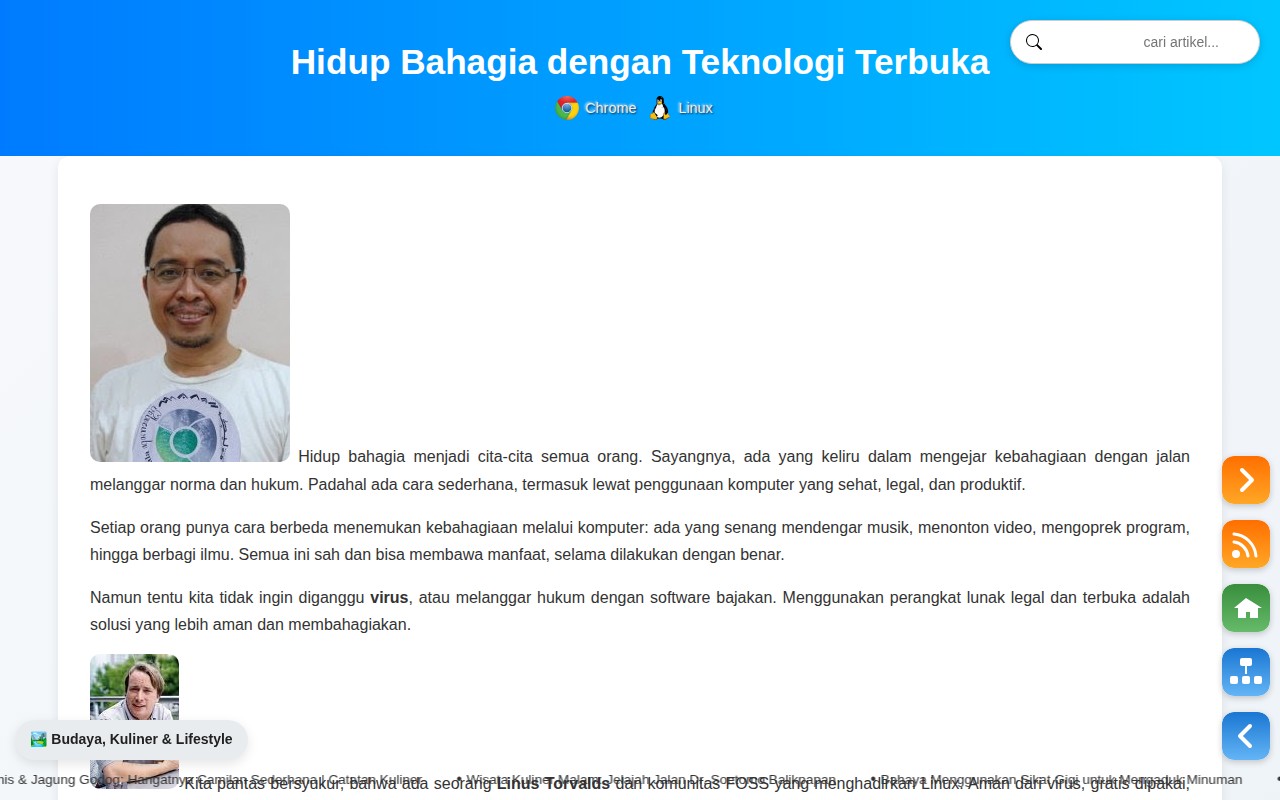 Hidup Bahagia dengan Teknologi Terbuka
cari artikel...
Chrome Linux
Hidup bahagia menjadi cita-cita semua orang. Sayangnya, ada yang keliru dalam mengejar kebahagiaan dengan jalan
melanggar norma dan hukum. Padahal ada cara sederhana, termasuk lewat penggunaan komputer yang sehat, legal, dan produktif.
Setiap orang punya cara berbeda menemukan kebahagiaan melalui komputer: ada yang senang mendengar musik, menonton video, mengoprek program,
hingga berbagi ilmu. Semua ini sah dan bisa membawa manfaat, selama dilakukan dengan benar.
Namun tentu kita tidak ingin diganggu virus, atau melanggar hukum dengan software bajakan. Menggunakan perangkat lunak legal dan terbuka adalah
solusi yang lebih aman dan membahagiakan.
🏞️ Budaya, Kuliner & Lifestyle
Kita pantas bersyukur, bahwa ada seorang Linus Torvalds dan komunitas FOSS yang menghadirkan Linux. Aman dari virus, gratis dipakai,
nis & Jagung Godog: Hangatnya Camilan Sederhana | Catatan Kuliner • Wisata Kuliner Malam: Jelajah Jalan Dr. Soetomo Balikpapan • Bahaya Menggunakan Sikat Gigi untuk Mengaduk Minuman •